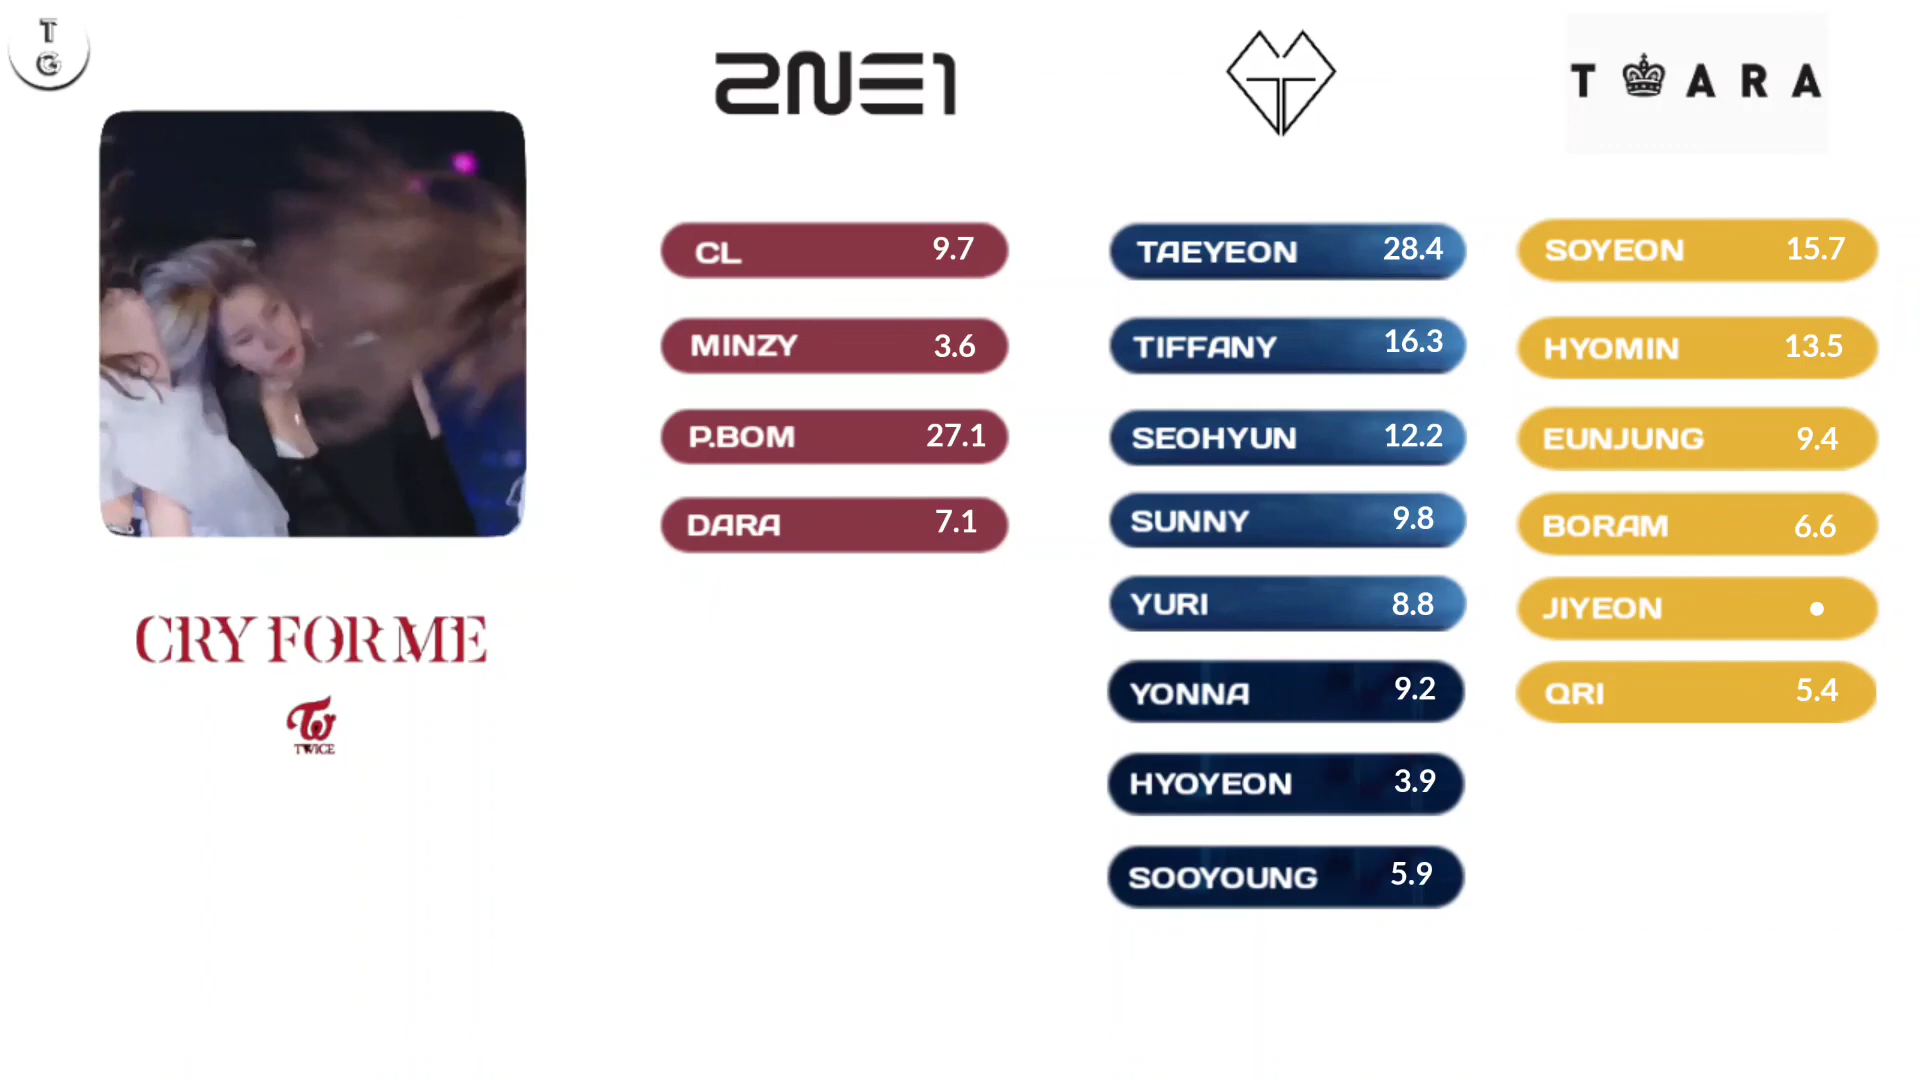 T
G
2NE1
T ARA
CL 9.7
MINZY 3.6
P.BOM 27.1
DARA 7.1
TAEYEON 28.4
TIFFANY 16.3
SEOHYUN 12.2
SUNNY 9.8
YURI 8.8
YONNA 9.2
HYOYEON 3.9
SOOYOUNG 5.9
SOYEON 15.7
HYOMIN 13.5
EUNJUNG 9.4
BORAM 6.6
JIYEON •
QRI 5.4
CRY FOR ME
TWICE